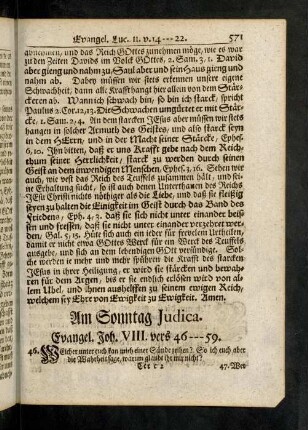 Evangel. Luc. 11. v. 14---22. 571
abnehmen, und das Reich GOttes zunehmen möge, wie es war
zu den Zeiten Davids im Volck GOttes, 2. Sam. 3, 1. David
aber gieng und nahm zu, Saul aber und sein Haus gieng und nahm
ab. Dabey müssen wir stets erkennen unsere eigne
Schwachheit, dann alle Krafft hangt hier allein von dem Stär-
ckeren ab. Wannich schwach bin, so bin ich starck, spricht
Paulus 2. Cor. 12, 13. Die Schwachen umgürtet er mit Stär-
cke, 1. Sam. 2, 4. An dem starcken JEsus aber müssen wir stets
hangen in solcher Armuth des Geistes, und also starck seyn
in dem HErrn, und in der Macht seiner Stärcke, Ephes.
6, 10. Ihn bitten, daß er uns Krafft gebe nach dem Reich-
thum seiner Herrlichkeit, starck zu werden durch seinen
Geist an dem inwendigen Menschen, Ephes. 3, 16. Sehen wir
auch, wie vest das Reich des Teuffels zusammen hält, und sei-
ne Erhaltung sucht, so ist auch denen Unterthanen des Reichs
JEsu Christi nichts nöthiger als die Liebe, und daß sie fleissig
seyen zu halten die Einigkeit im Geist durch das Band des
Friedens, Eph. 4, 3. daß sie sich nicht unter einander beis-
sen und fressen, daß sie nicht unter einander verzehret wer-
den, Gal. 5, 15. Hüte sich auch ein jeder für freveler Urtheilen,
damit er nicht etwa GOttes Werck für ein Werck des Teuffels
ausgebe, und sich an dem lebendigen GOtt versündige. Sol-
che werden je mehr und mehr spühren die Krafft des starcken
JEsus in ihrer Heiligung, er wird sie stärcken und bewah-
ren für dem Argen, bis er sie endlich erlösen wird von al-
lem Ubel, und ihnen aushelffen zu seinem ewigen Reich,
welchem sey Ehre von Ewigkeit zu Ewigkeit. Amen.
Am Sonntag Judica.
Evangel. Joh. VIII. vers 46---59.
46. WElcher unter euch kan mich einer Sünde zeihen? So ich euch aber
die Wahrheit sage, warum glaubt ihr mir nicht?
47. Wer